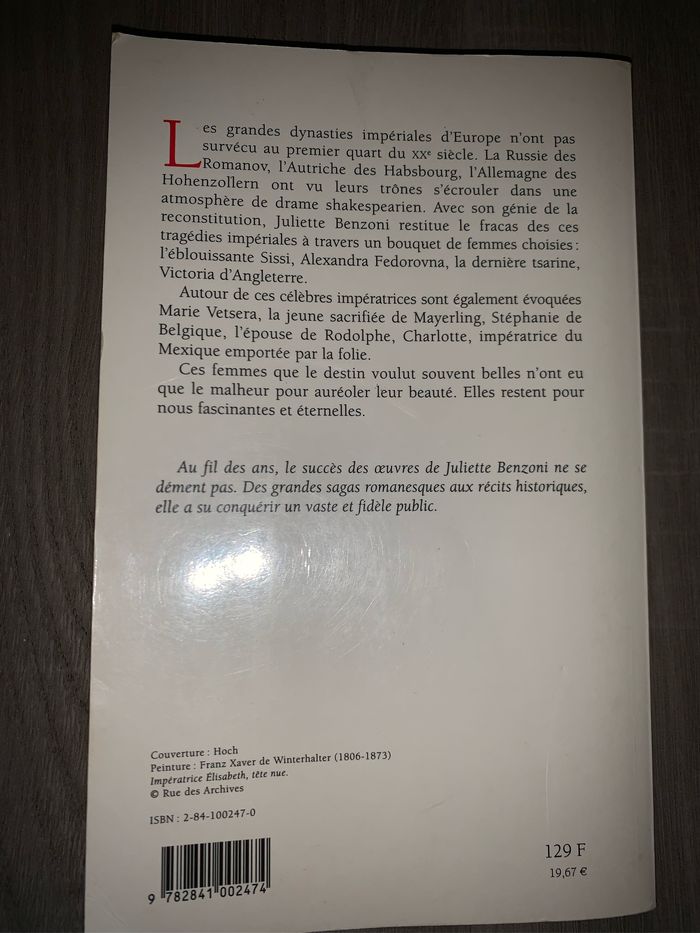 Les grandes dynasties impériales d'Europe n'ont pas
survécu au premier quart du XXe siècle. La Russie des
Romanov, l'Autriche des Habsbourg, l'Allemagne des
Hohenzollern ont vu leurs trônes s'écrouler dans une
atmosphère de drame shakespearien. Avec son génie de la
reconstitution, Juliette Benzoni restitue le fracas des ces
tragédies impériales à travers un bouquet de femmes choisies :
l'éblouissante Sissi, Alexandra Fedorovna, la dernière tsarine,
Victoria d'Angleterre.
Autour de ces célèbres impératrices sont également évoquées
Marie Vetsera, la jeune sacrifiée de Mayerling, Stéphanie de
Belgique, l'épouse de Rodolphe, Charlotte, impératrice du
Mexique emportée par la folie.
Ces femmes que le destin voulut souvent belles n'ont eu
que le malheur pour auréoler leur beauté. Elles restent pour
nous fascinantes et éternelles.
Au fil des ans, le succès des œuvres de Juliette Benzoni ne se
dément pas. Des grandes sagas romanesques aux récits historiques,
elle a su conquérir un vaste et fidèle public.
Couverture : Hoch
Peinture : Franz Xaver de Winterhalter (1806-1873)
Impératrice Élisabeth, tête nue.
© Rue des Archives
ISBN : 2-84-100247-0
9 782841 002474
129 F
19,67 €